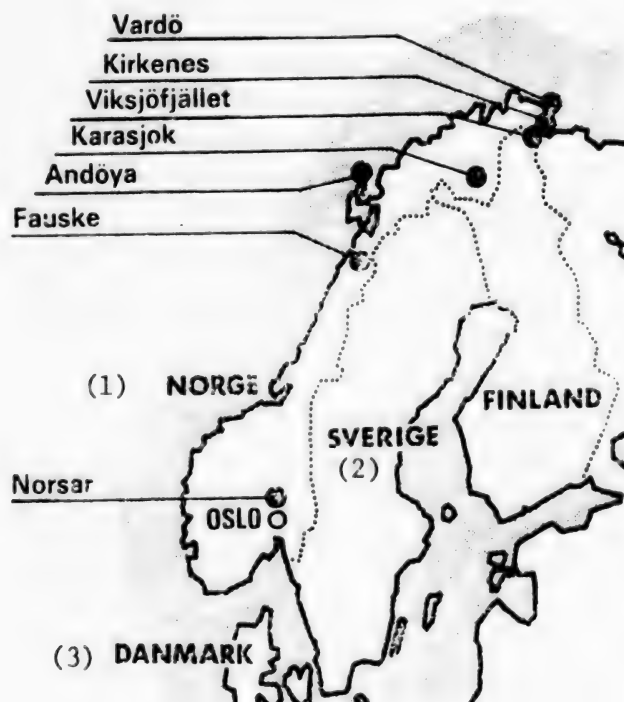 Vardö
Kirkenes
Viksjöfjället
Karasjok
Andöya
Fauske
(1) NORGE
FINLAND
SVERIGE
(2)
Norsar
OSLO
(3) DANMARK